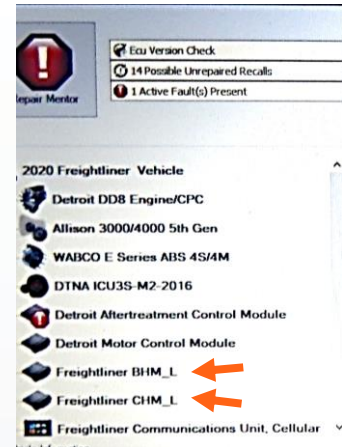 Ecu Version Check
14 Possible Unrepaired Recalls
1 Active Fault(s) Present
Repair Mentor
2020 Freightliner Vehicle
Detroit DD8 Engine/CPC
Allison 3000/4000 5th Gen
WABCO E Series ABS 4S/4M
DTNA ICU3S-M2-2016
Detroit Aftertreatment Control Module
Detroit Motor Control Module
Freightliner BHM_L
Freightliner CHM_L
Freightliner Communications Unit, Cellular